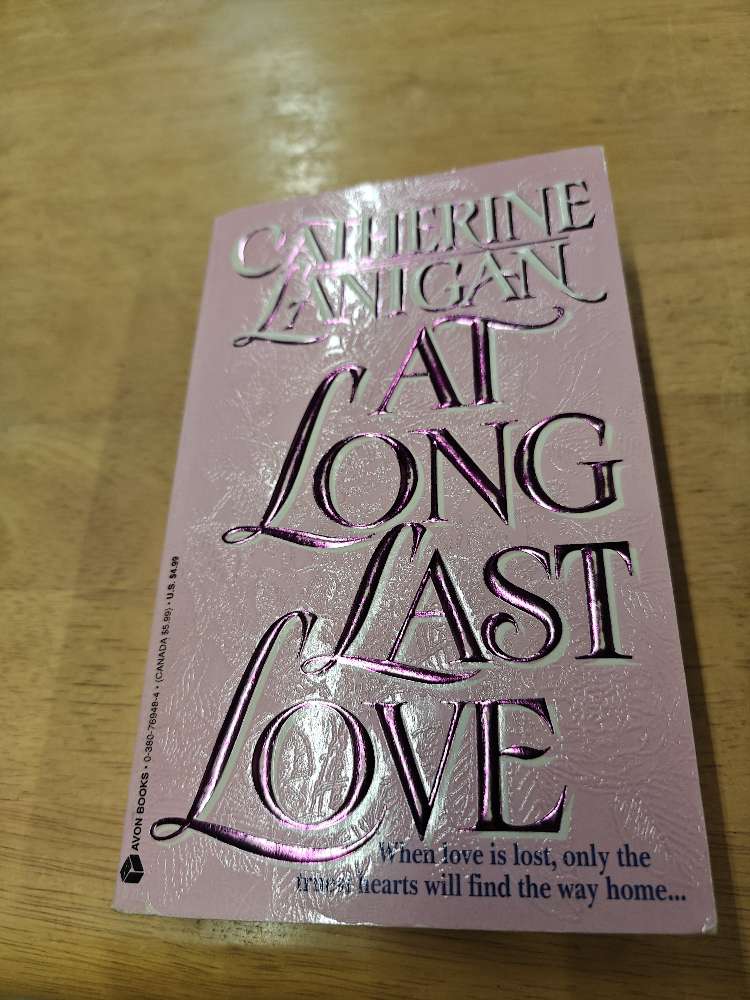 CATHERINE
LANIGAN
AT
LONG
LAST
LOVE
When love is lost, only the
truest hearts will find the way home...
AVON BOOKS • 0-380-76948-4 • (CANADA $5.99) • U.S. $4.99